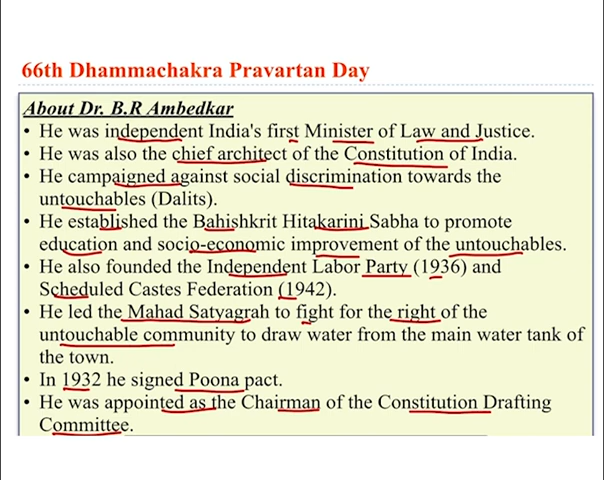 66th Dhammachakra Pravartan Day
About Dr. B.R Ambedkar
• He was independent India's first Minister of Law and Justice.
• He was also the chief architect of the Constitution of India.
• He campaigned against social discrimination towards the
untouchables (Dalits).
• He established the Bahishkrit Hitakarini Sabha to promote
education and socio-economic improvement of the untouchables.
• He also founded the Independent Labor Party (1936) and
Scheduled Castes Federation (1942).
• He led the Mahad Satyagrah to fight for the right of the
untouchable community to draw water from the main water tank of
the town.
• In 1932 he signed Poona pact.
• He was appointed as the Chairman of the Constitution Drafting
Committee.